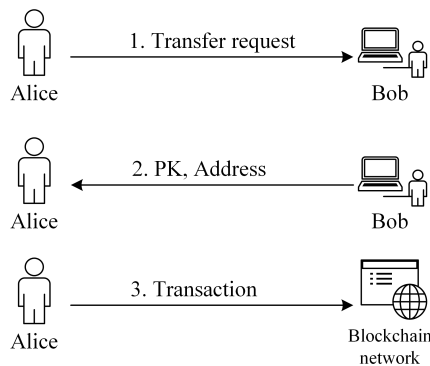 1. Transfer request
Alice
Bob
2. PK, Address
Alice
Bob
3. Transaction
Alice
Blockchain
network